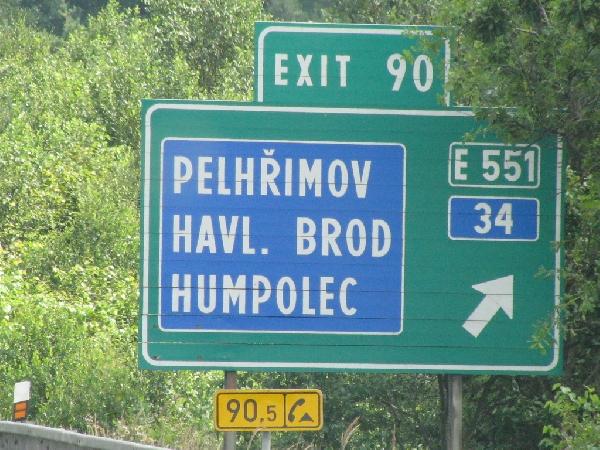 EXIT 90
PELHŘIMOV
HAVL. BROD
HUMPOLEC
E 551
34
90,5